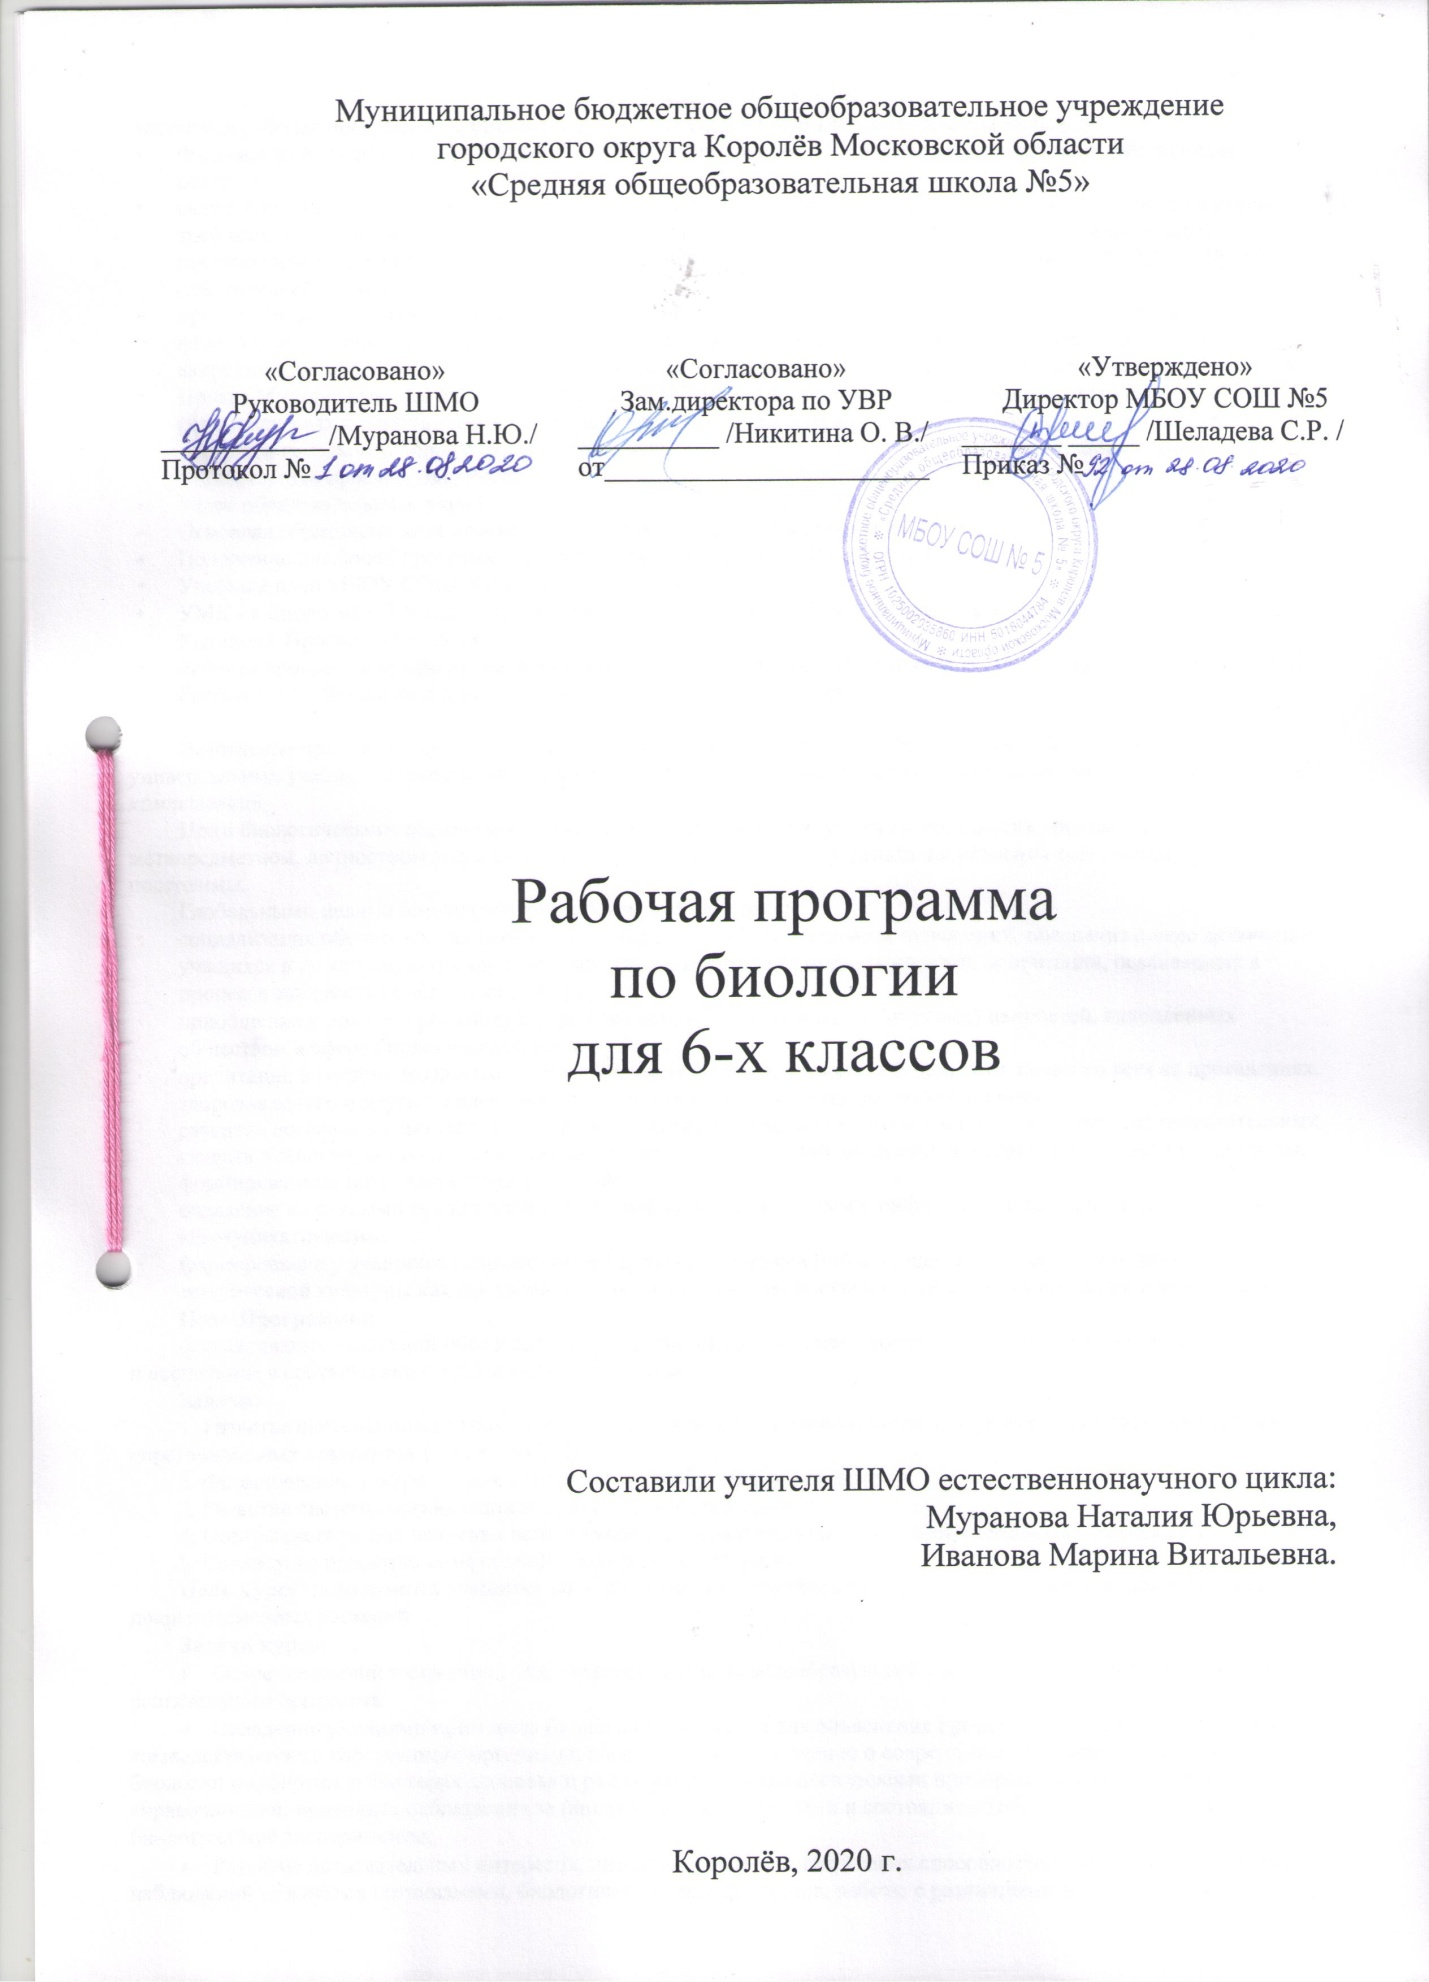 Муниципальное бюджетное общеобразовательное учреждение
городского округа Королёв Московской области
«Средняя общеобразовательная школа №5»
«Согласовано»
Руководитель ШМО
/Муранова Н.Ю./
Протокол № 1 от 28.08.2020
«Согласовано»
Зам.директора по УВР
/Никитина О. В./
от
«Утверждено»
Директор МБОУ СОШ №5
/Шеладева С.Р. /
Приказ №92 от 28.08.2020
МБОУ СОШ № 5
Рабочая программа
по биологии
для 6-х классов
Составили учителя ШМО естественнонаучного цикла:
Муранова Наталия Юрьевна,
Иванова Марина Витальевна.
Королёв, 2020 г.